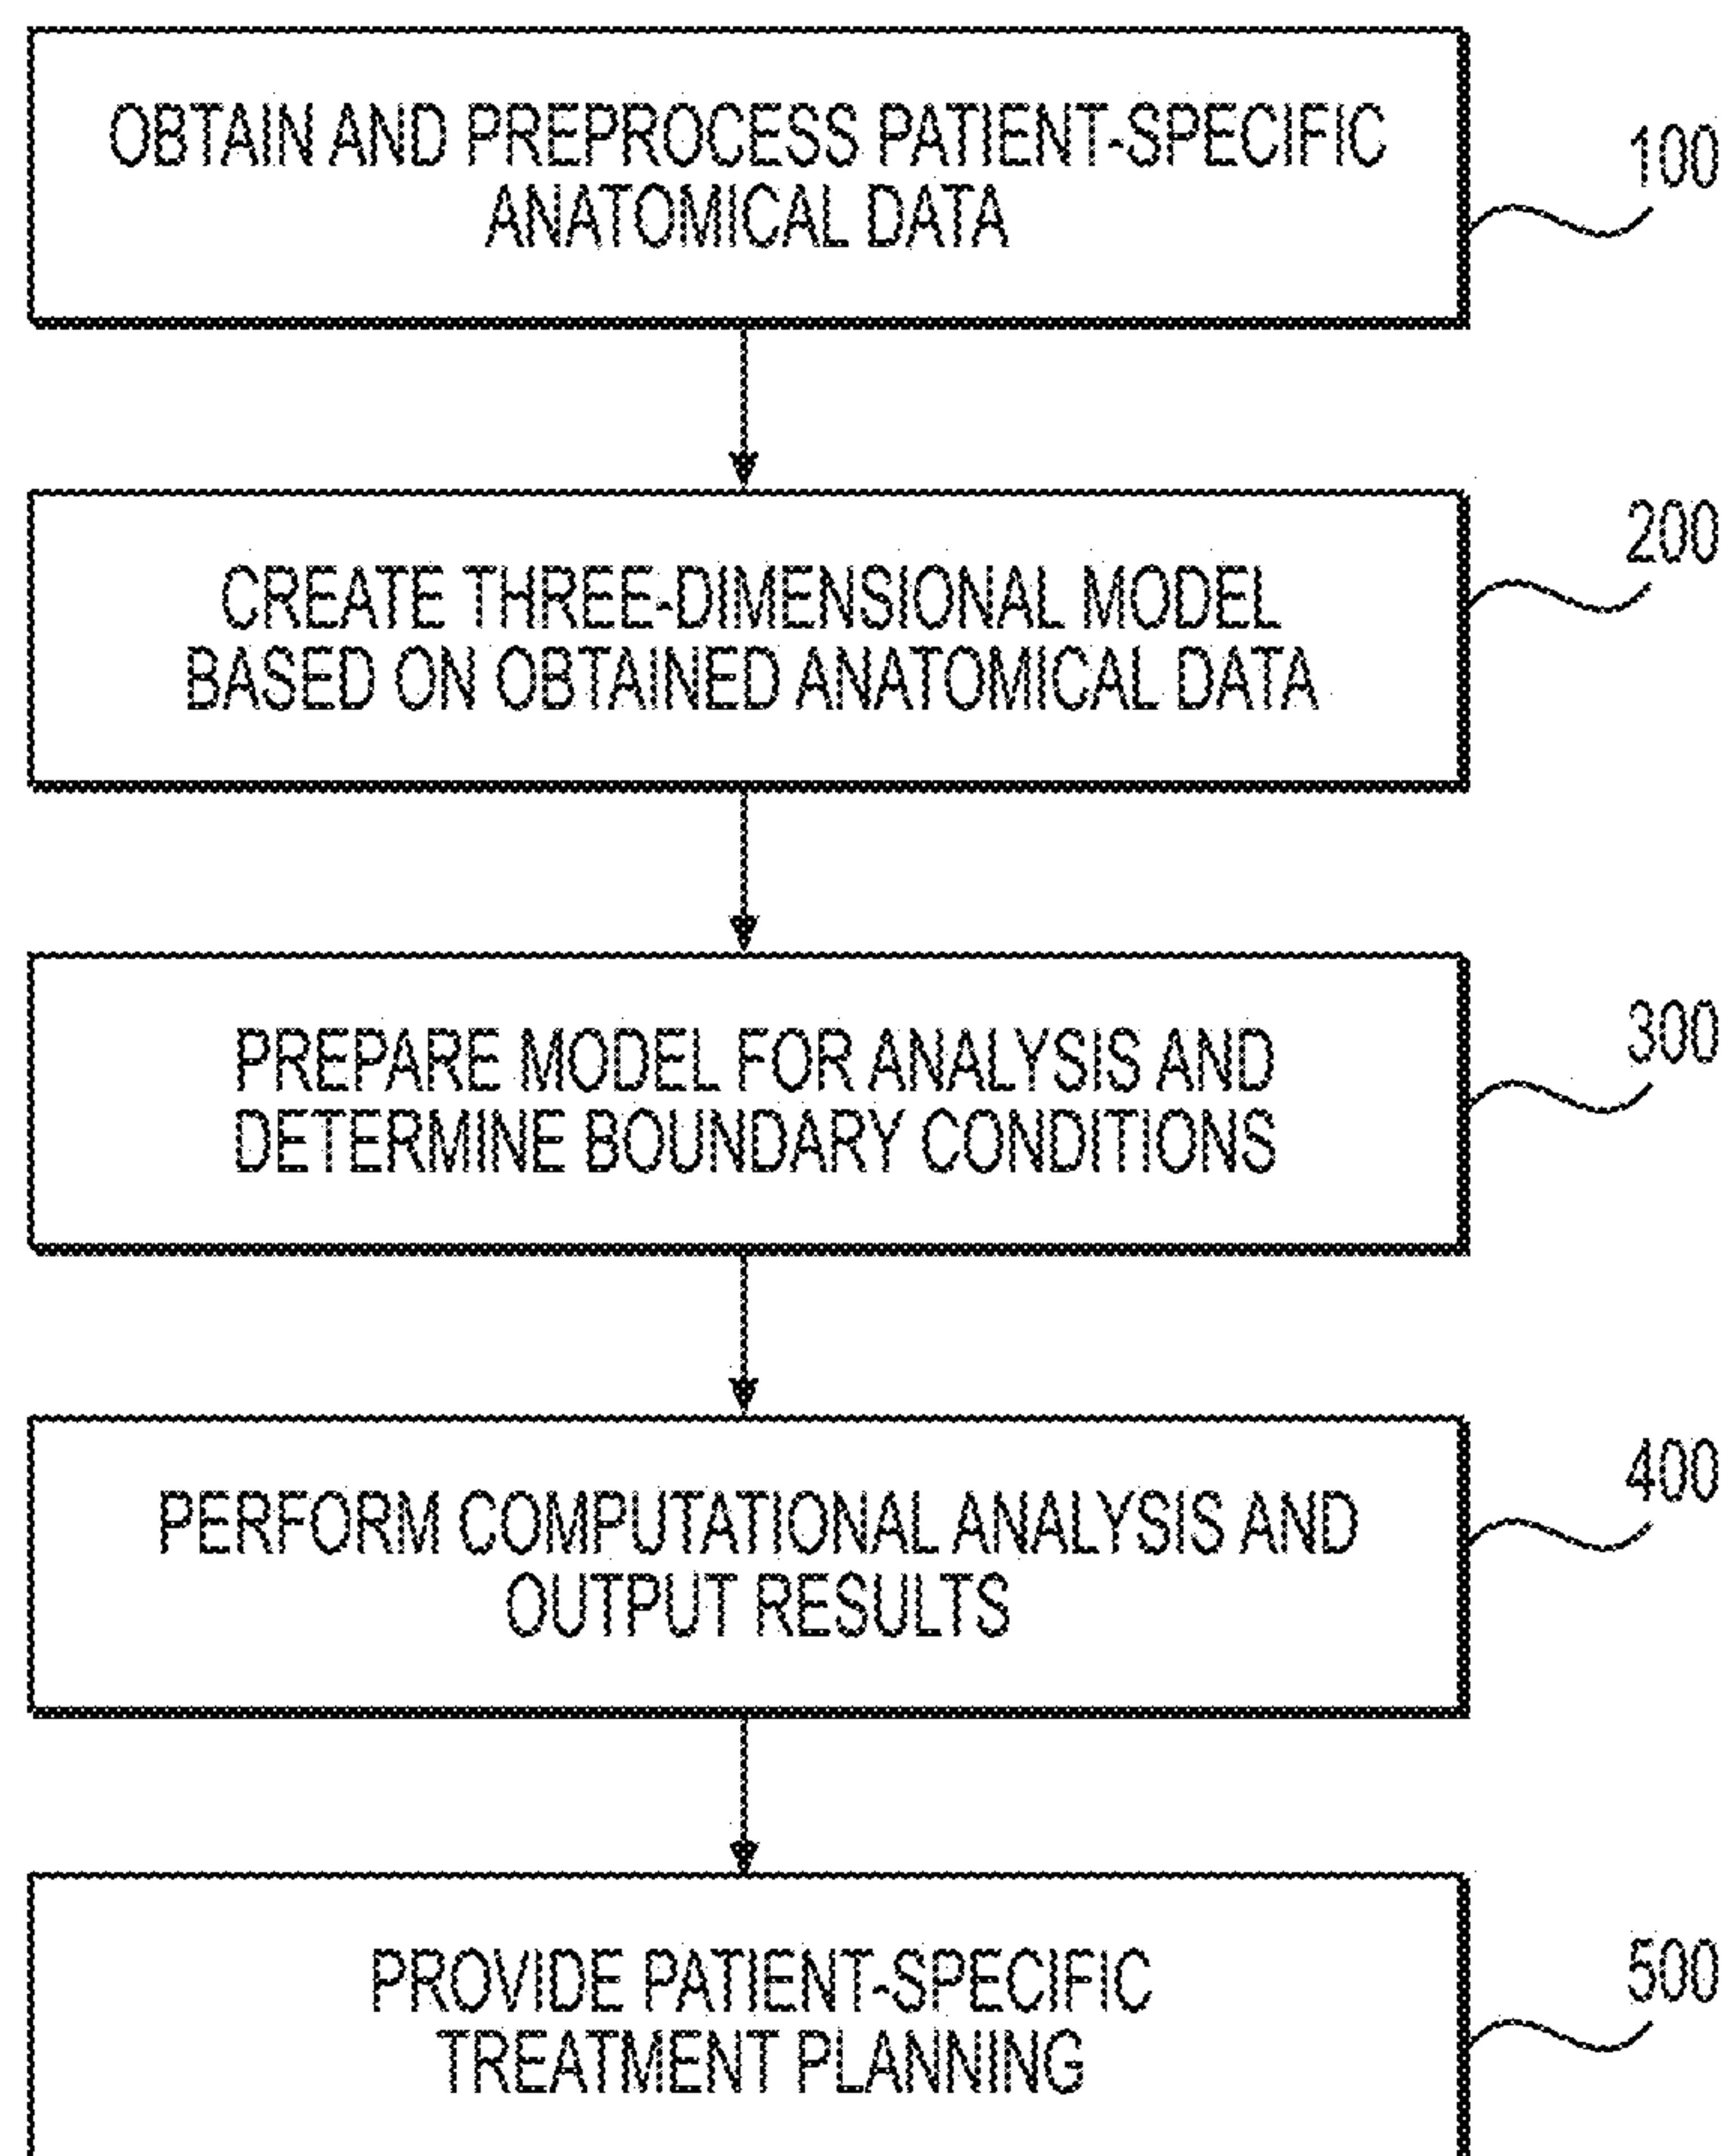 OBTAIN AND PREPROCESS PATIENT-SPECIFIC
ANATOMICAL DATA
100
CREATE THREE-DIMENSIONAL MODEL
BASED ON OBTAINED ANATOMICAL DATA
200
PREPARE MODEL FOR ANALYSIS AND
DETERMINE BOUNDARY CONDITIONS
300
PERFORM COMPUTATIONAL ANALYSIS AND
OUTPUT RESULTS
400
PROVIDE PATIENT-SPECIFIC
TREATMENT PLANNING
500